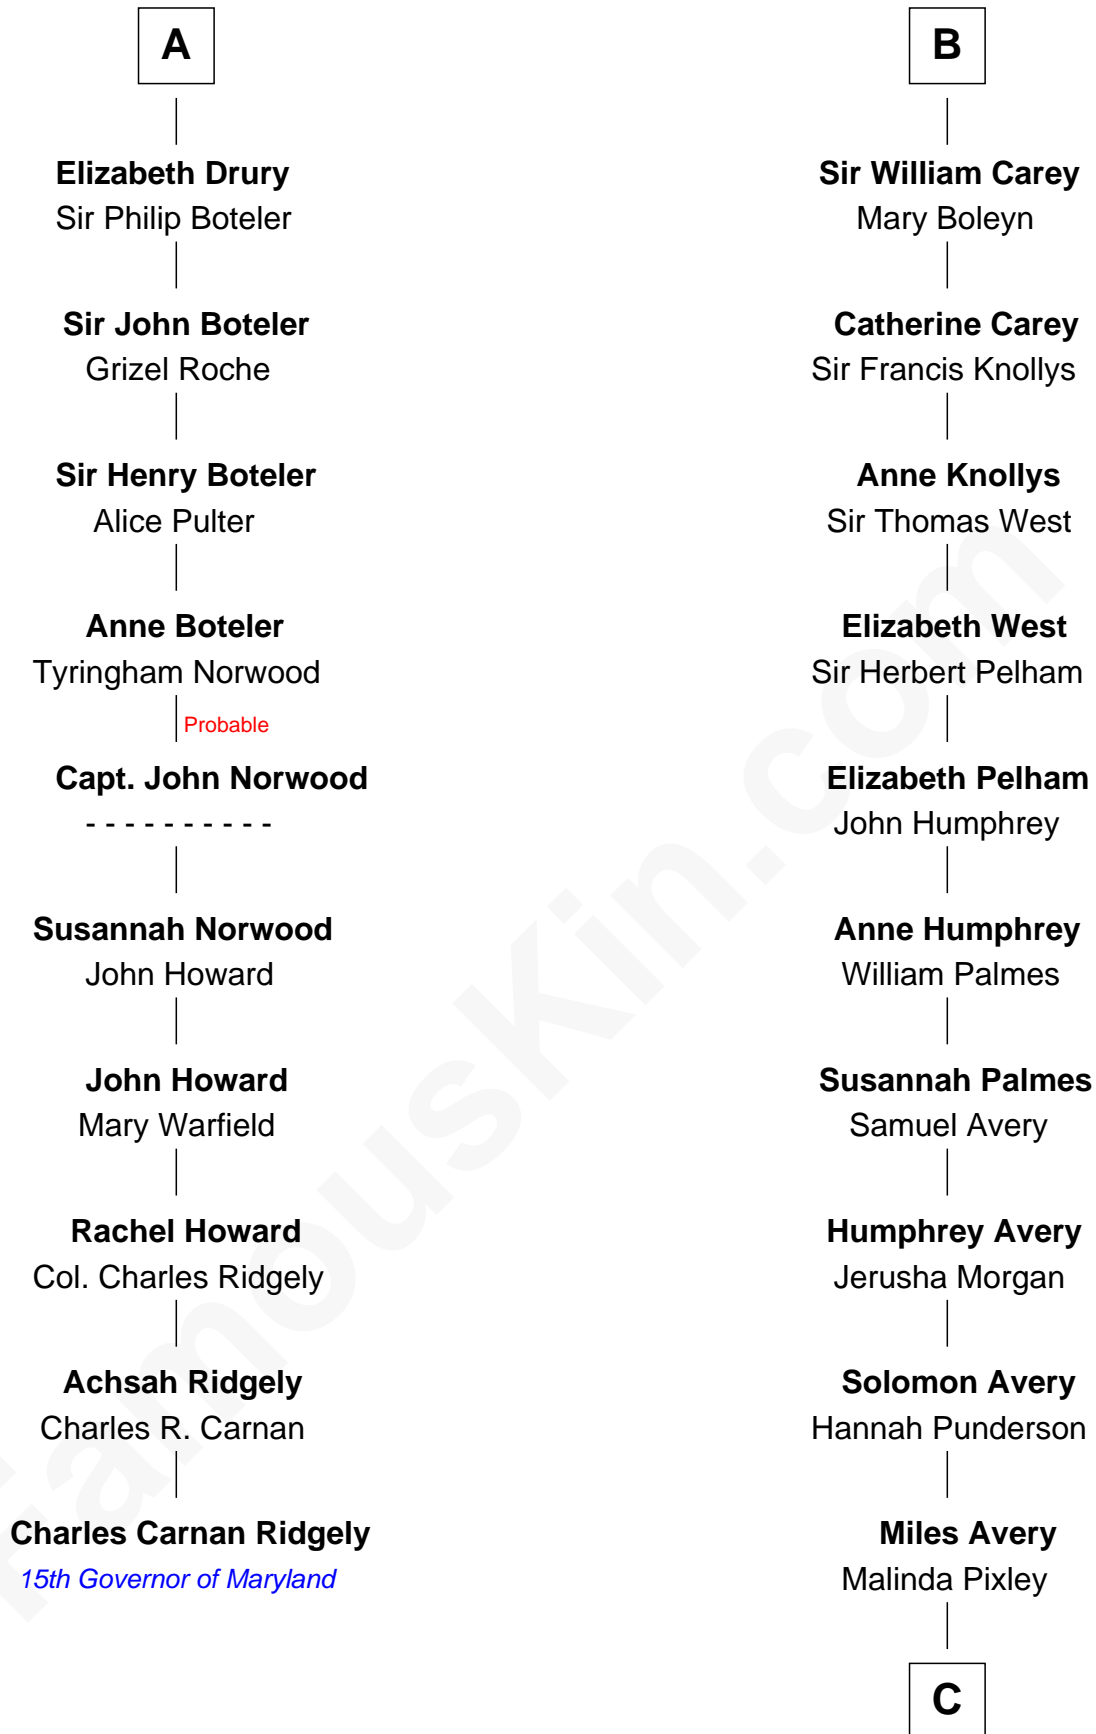 A
Elizabeth Drury
Sir Philip Boteler
Sir John Boteler
Grizel Roche
Sir Henry Boteler
Alice Pulter
Anne Boteler
Tyringham Norwood
Probable
Capt. John Norwood
- - - - - - - - - -
Susannah Norwood
John Howard
John Howard
Mary Warfield
Rachel Howard
Col. Charles Ridgely
Achsah Ridgely
Charles R. Carnan
Charles Carnan Ridgely
15th Governor of Maryland
B
Sir William Carey
Mary Boleyn
Catherine Carey
Sir Francis Knollys
Anne Knollys
Sir Thomas West
Elizabeth West
Sir Herbert Pelham
Elizabeth Pelham
John Humphrey
Anne Humphrey
William Palmes
Susannah Palmes
Samuel Avery
Humphrey Avery
Jerusha Morgan
Solomon Avery
Hannah Punderson
Miles Avery
Malinda Pixley
C
FamousKin.com